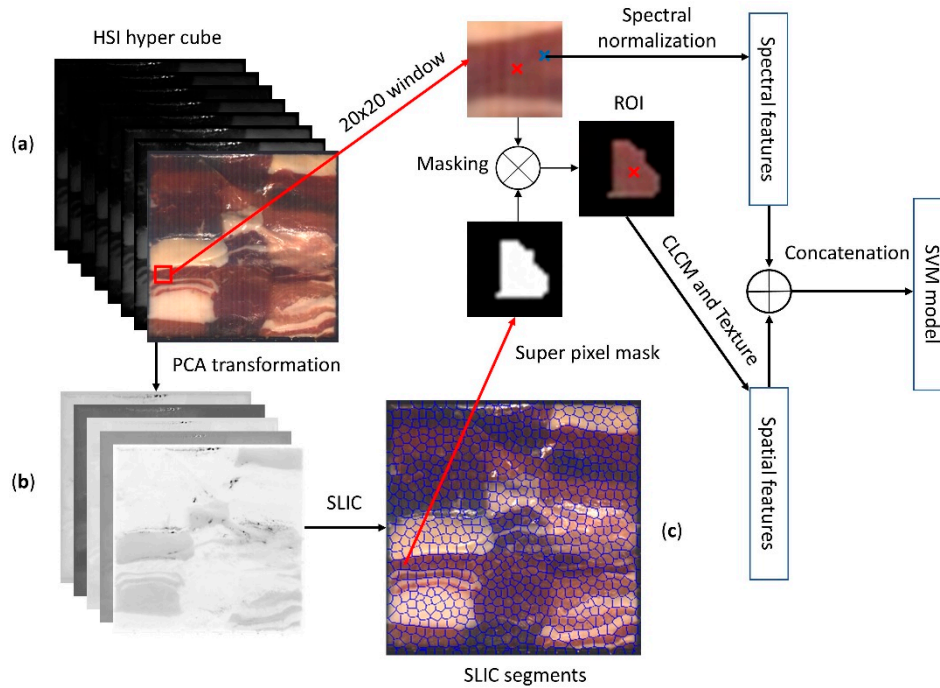 HSI hyper cube
(a)
20x20 window
Spectral
normalization
Spectral features
ROI
Masking
CLCM and Texture
Concatenation
SVM model
PCA transformation
Super pixel mask
Spatial features
(b)
SLIC
(c)
SLIC segments